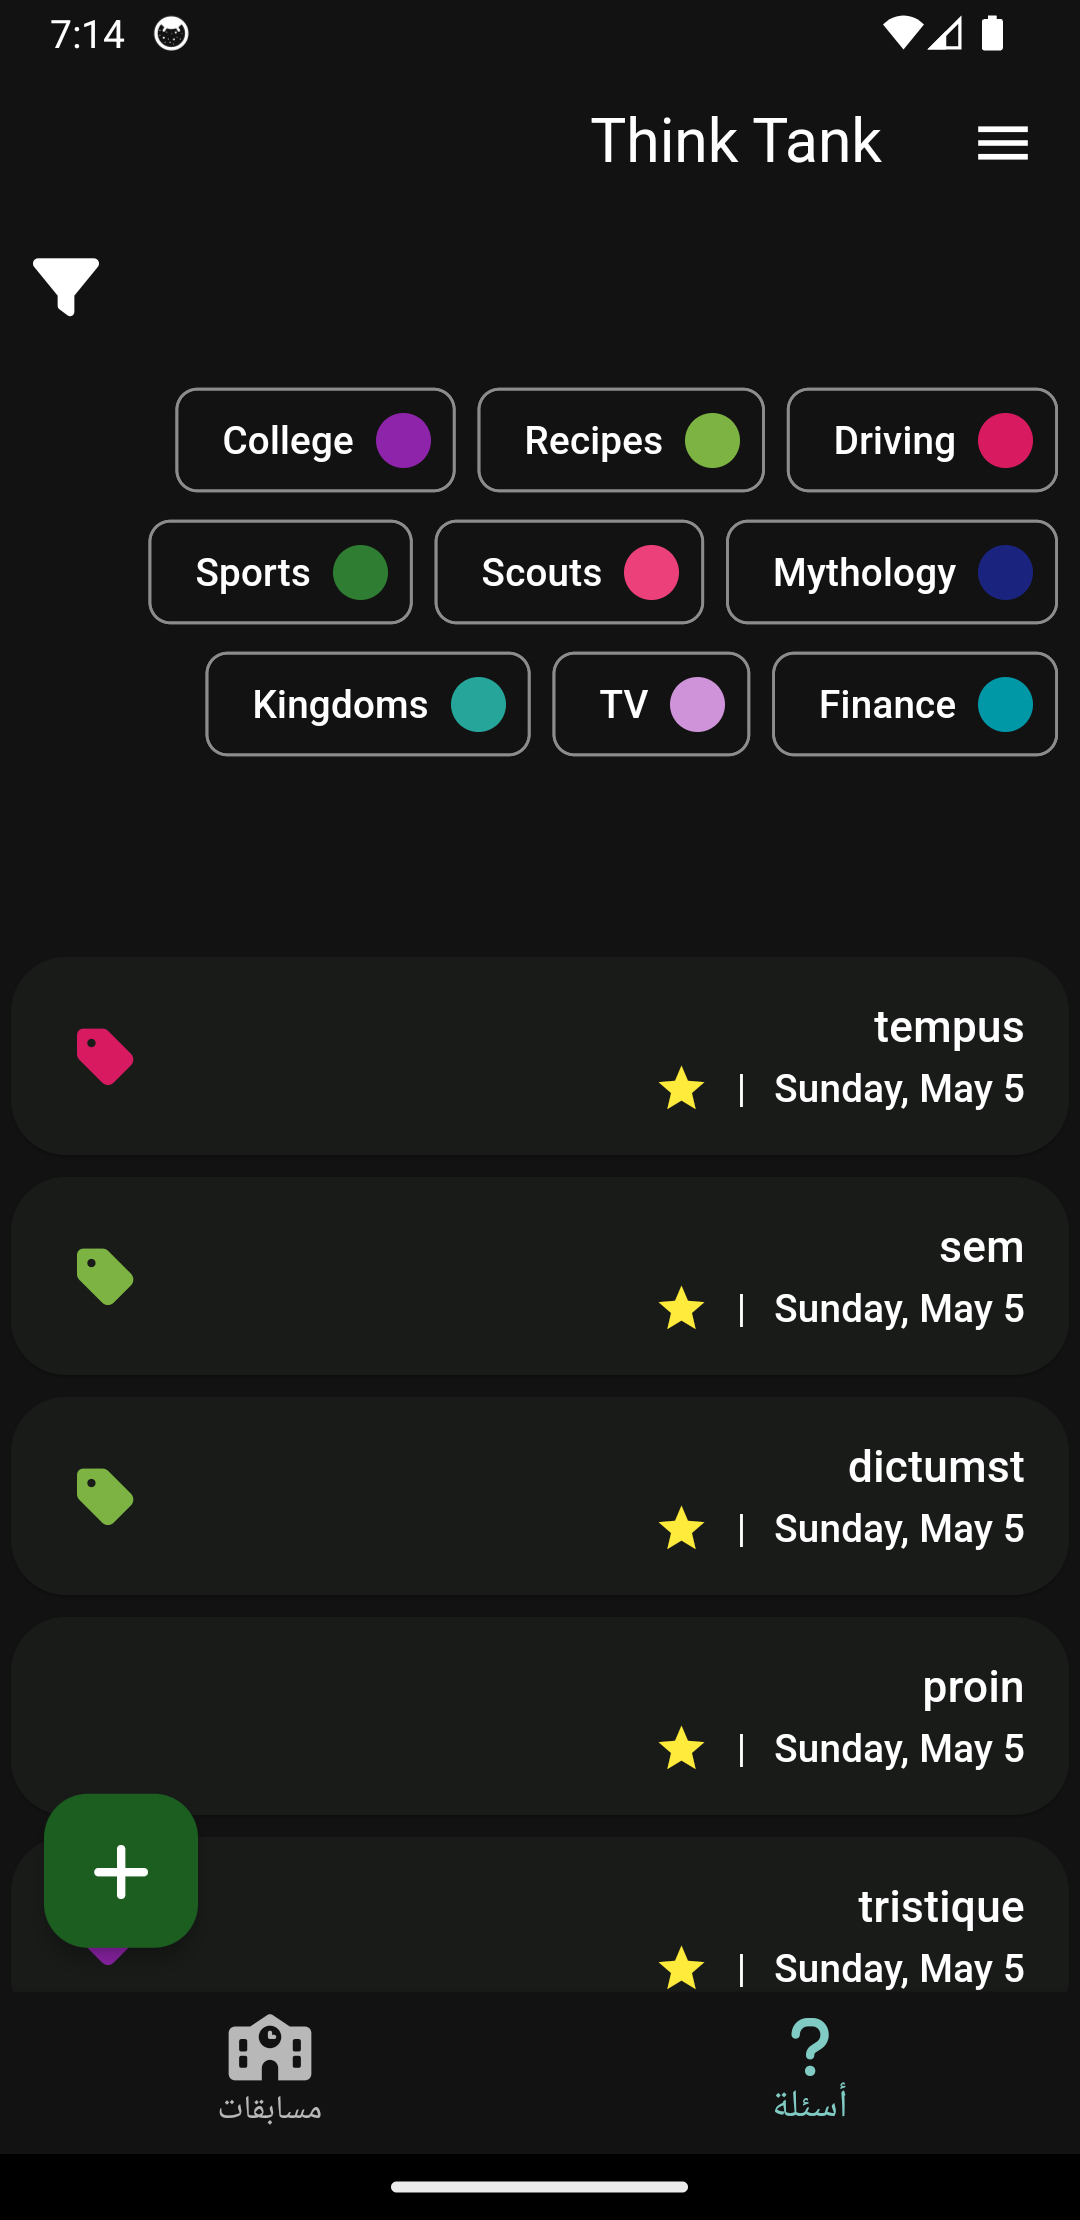 7:14
Think Tank
Driving Recipes College
Mythology Scouts Sports
Finance TV Kingdoms
tempus
Sunday, May 5 |
sem
Sunday, May 5 |
dictumst
Sunday, May 5 |
proin
Sunday, May 5 |
tristique
Sunday, May 5 |
أسئلة
مسابقات